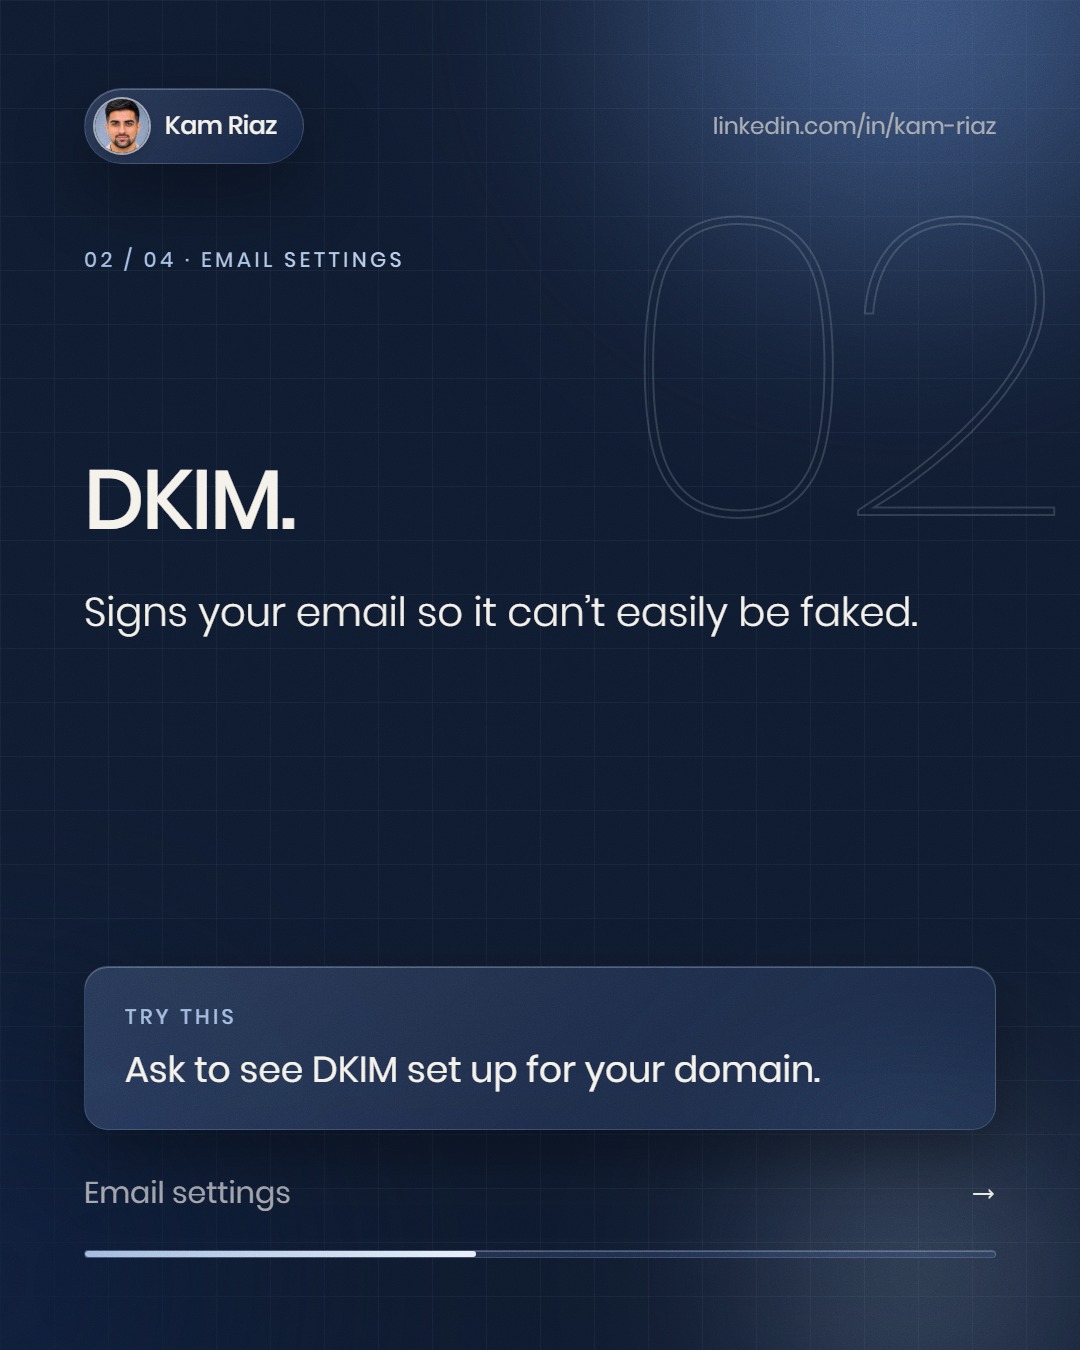 Kam Riaz
linkedin.com/in/kam-riaz
02 / 04 · EMAIL SETTINGS
02
DKIM.
Signs your email so it can’t easily be faked.
TRY THIS
Ask to see DKIM set up for your domain.
Email settings →